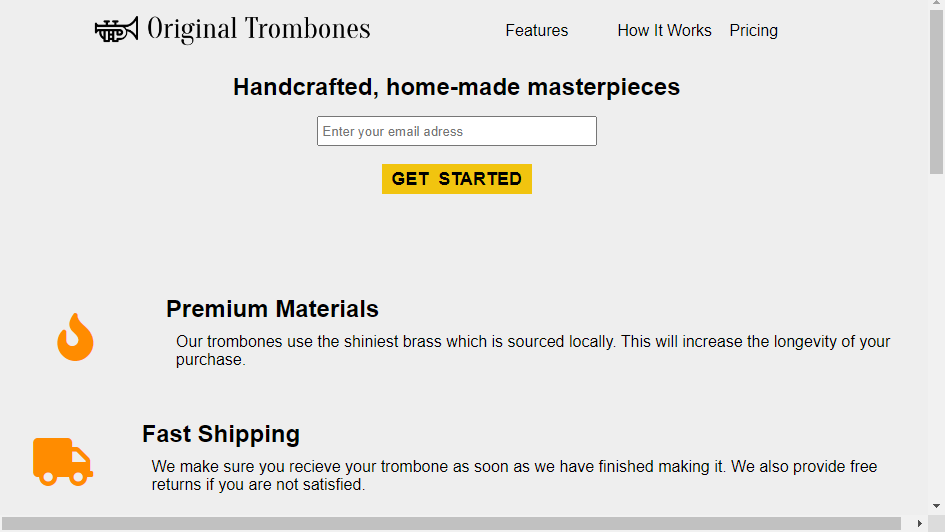 Original Trombones
Features How It Works Pricing
Handcrafted, home-made masterpieces
Enter your email adress
GET STARTED
Premium Materials
Our trombones use the shiniest brass which is sourced locally. This will increase the longevity of your
purchase.
Fast Shipping
We make sure you recieve your trombone as soon as we have finished making it. We also provide free
returns if you are not satisfied.